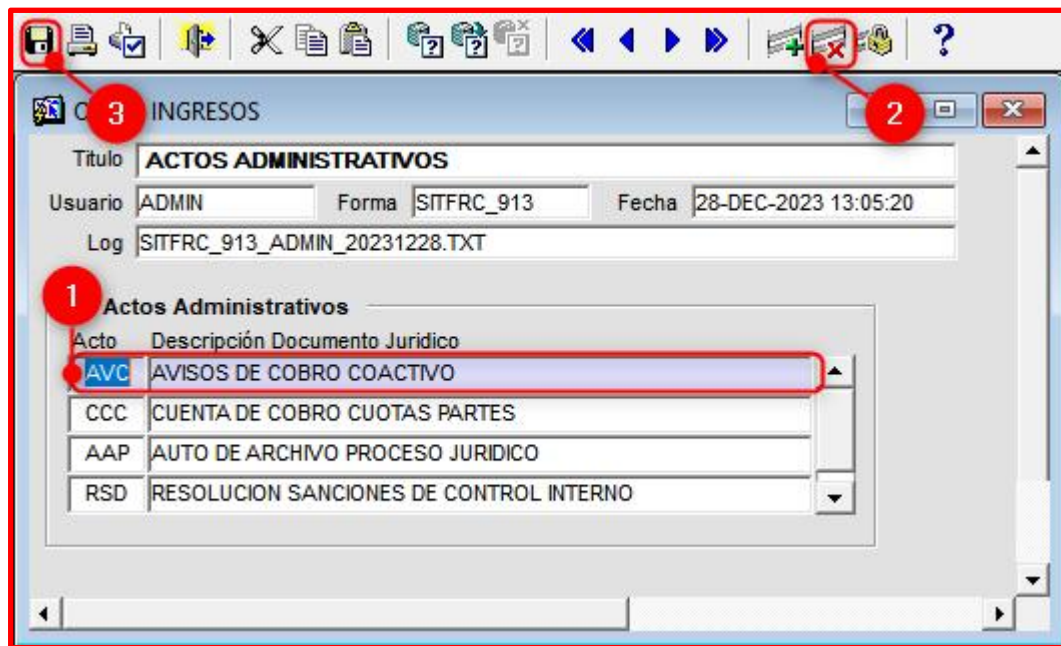 ?
3
2
INGRESOS
Titulo ACTOS ADMINISTRATIVOS
Usuario ADMIN Forma SITFRC_913 Fecha 28-DEC-2023 13:05:20
Log SITFRC_913_ADMIN_20231228.TXT
1
Actos Administrativos
Acto Descripción Documento Juridico
AVC AVISOS DE COBRO COACTIVO
CCC CUENTA DE COBRO CUOTAS PARTES
AAP AUTO DE ARCHIVO PROCESO JURIDICO
RSD RESOLUCION SANCIONES DE CONTROL INTERNO